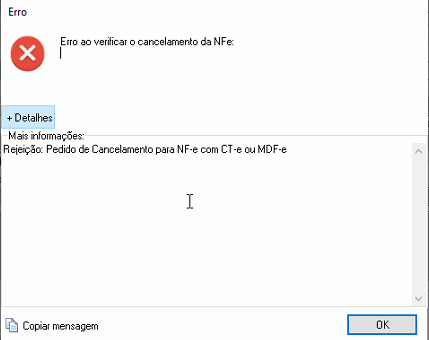 Erro
Erro ao verificar o cancelamento da NFe:
+ Detalhes
Mais informações:
Rejeição: Pedido de Cancelamento para NF-e com CT-e ou MDF-e
Copiar mensagem
OK